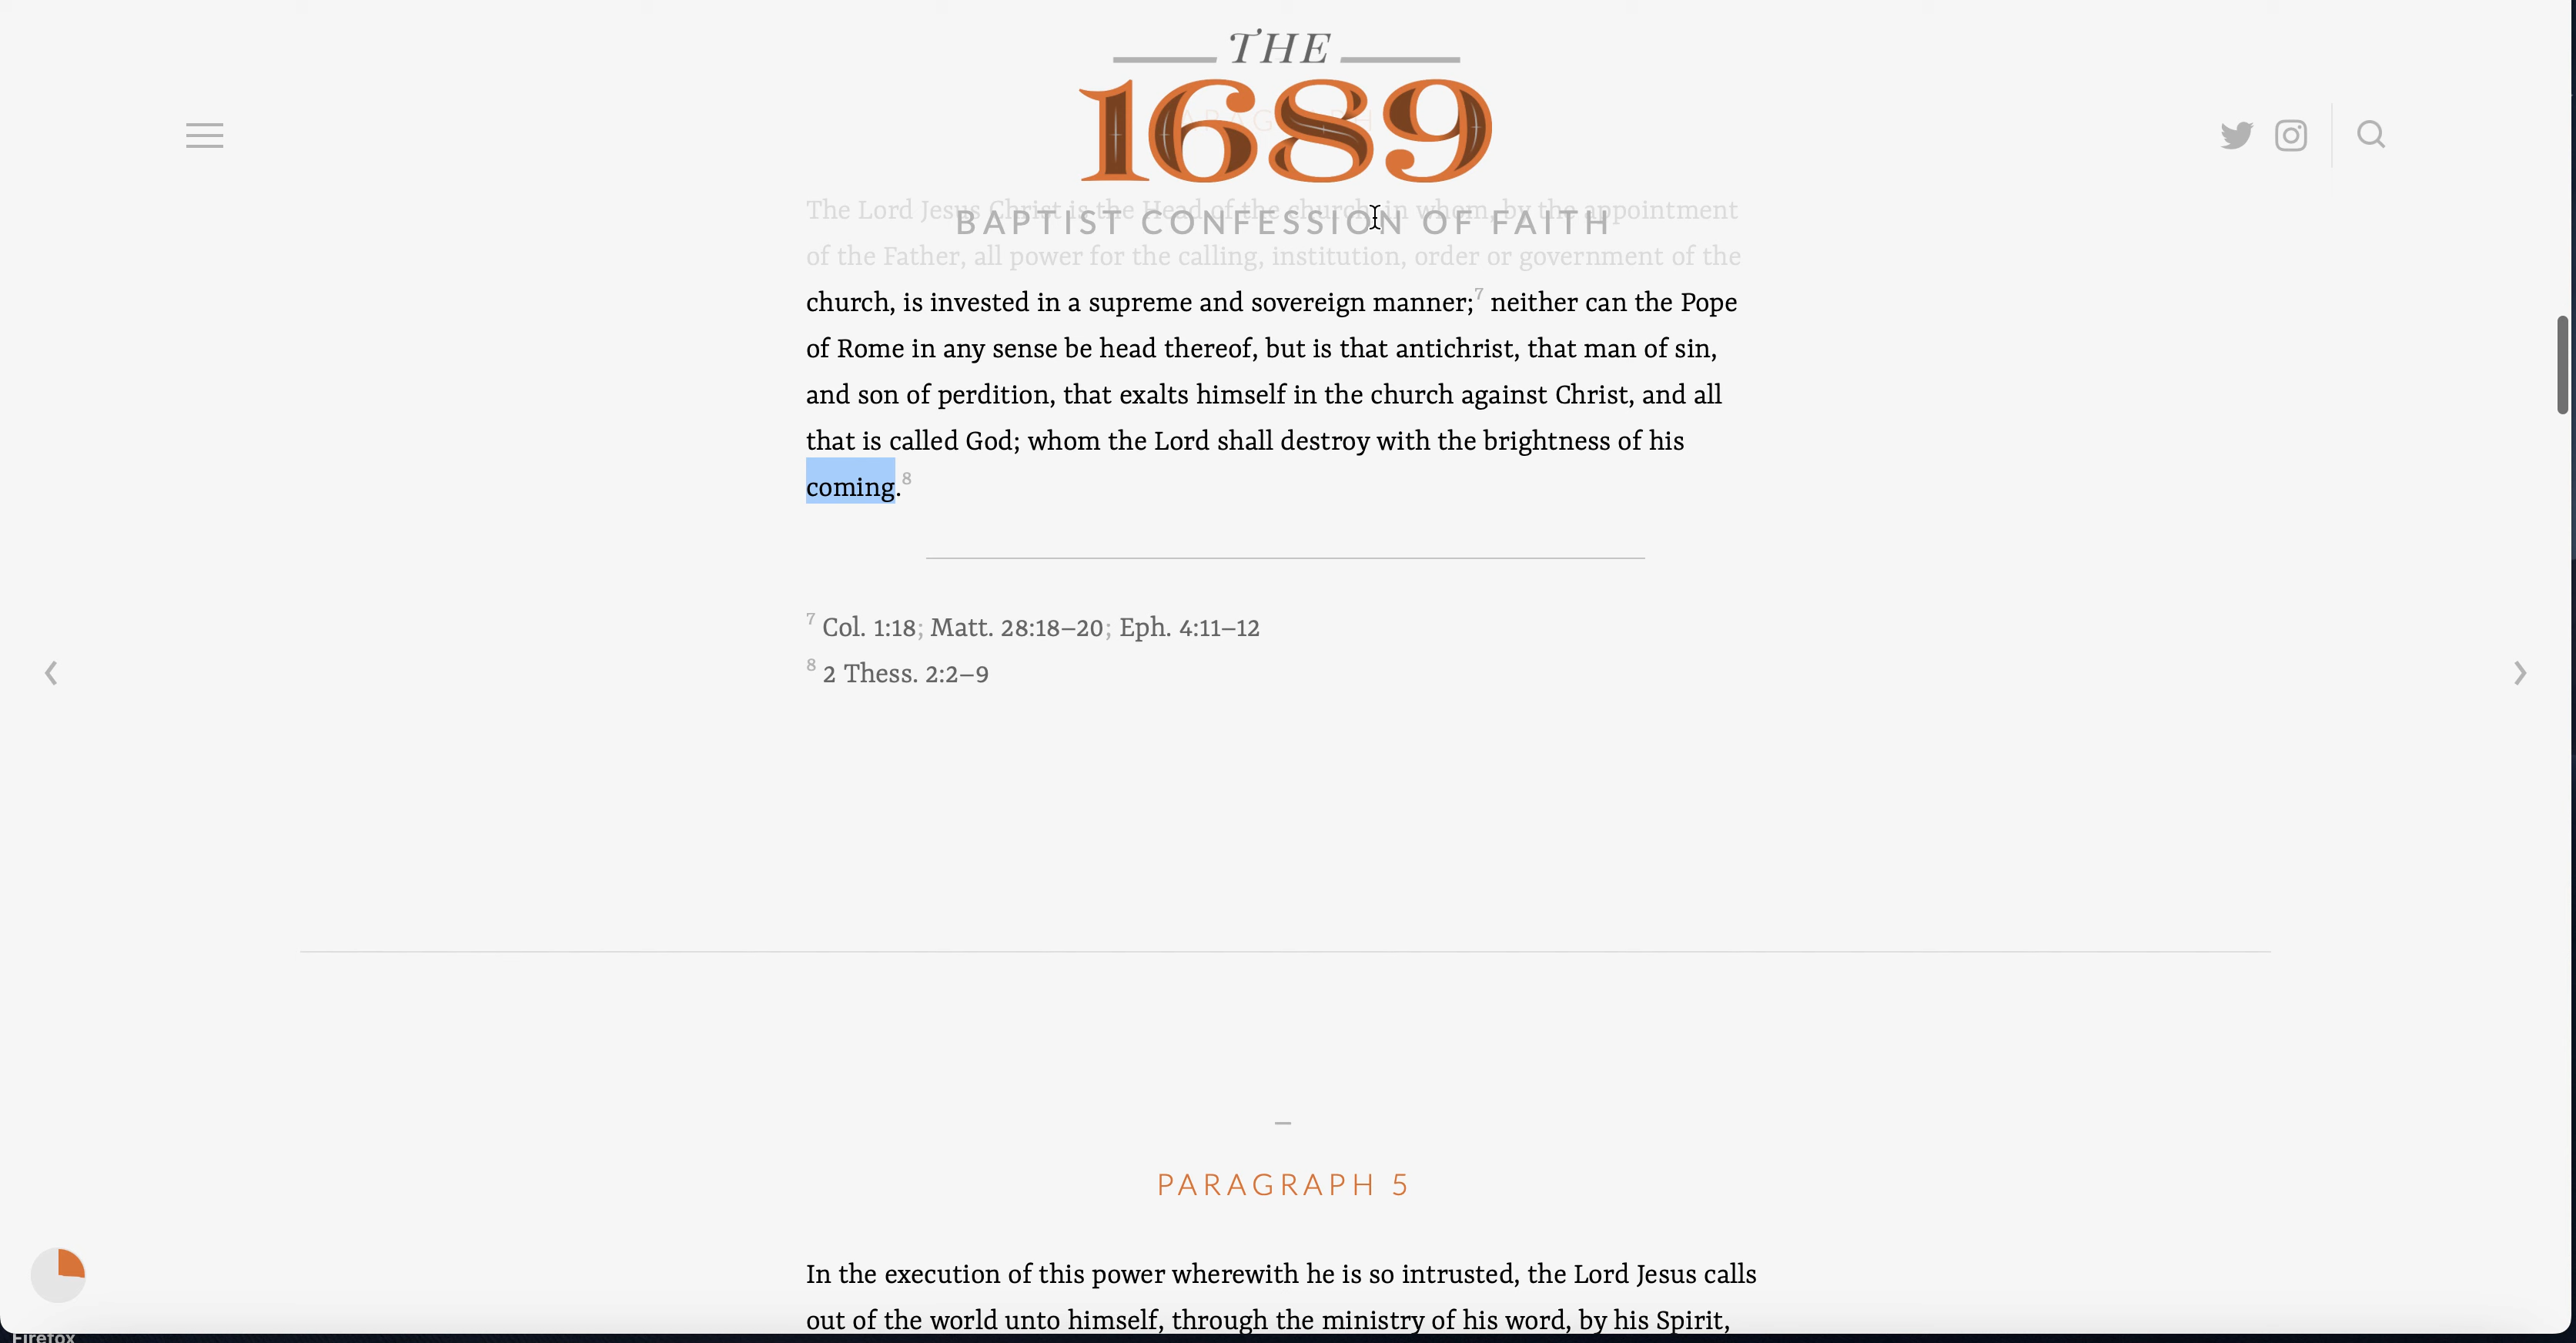 THE
1689
BAPTIST CONFESSION OF FAITH
The Lord Jesus Christ is the Head of the church, in whom, by the appointment
of the Father, all power for the calling, institution, order or government of the
church, is invested in a supreme and sovereign manner;7 neither can the Pope
of Rome in any sense be head thereof, but is that antichrist, that man of sin,
and son of perdition, that exalts himself in the church against Christ, and all
that is called God; whom the Lord shall destroy with the brightness of his
coming.8
7 Col. 1:18; Matt. 28:18–20; Eph. 4:11–12
8 2 Thess. 2:2–9
PARAGRAPH 5
In the execution of this power wherewith he is so intrusted, the Lord Jesus calls
out of the world unto himself, through the ministry of his word, by his Spirit,
Firefox